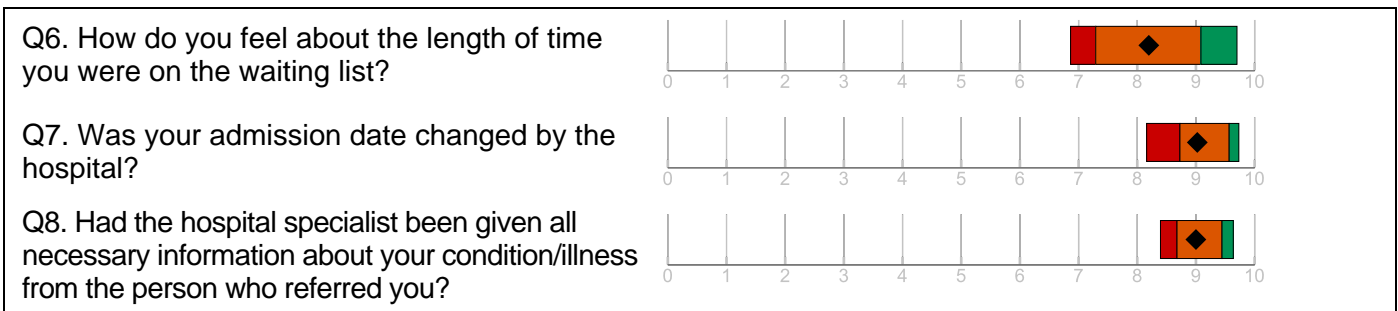 Q6. How do you feel about the length of time
you were on the waiting list?
0 1 2 3 4 5 6 7 8 9 10
Q7. Was your admission date changed by the
hospital?
0 1 2 3 4 5 6 7 8 9 10
Q8. Had the hospital specialist been given all
necessary information about your condition/illness
from the person who referred you?
0 1 2 3 4 5 6 7 8 9 10